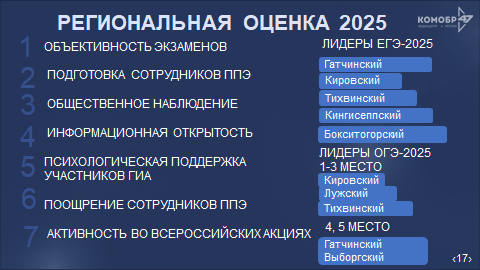 РЕГИОНАЛЬНАЯ ОЦЕНКА 2025
КОМОБР 47
1 ОБЪЕКТИВНОСТЬ ЭКЗАМЕНОВ
2 ПОДГОТОВКА СОТРУДНИКОВ ППЭ
3 ОБЩЕСТВЕННОЕ НАБЛЮДЕНИЕ
4 ИНФОРМАЦИОННАЯ ОТКРЫТОСТЬ
5 ПСИХОЛОГИЧЕСКАЯ ПОДДЕРЖКА
УЧАСТНИКОВ ГИА
6 ПООЩРЕНИЕ СОТРУДНИКОВ ППЭ
7 АКТИВНОСТЬ ВО ВСЕРОССИЙСКИХ АКЦИЯХ
ЛИДЕРЫ ЕГЭ-2025
Гатчинский
Кировский
Тихвинский
Кингисеппский
Бокситогорский
ЛИДЕРЫ ОГЭ-2025
1-3 МЕСТО
Кировский
Лужский
Тихвинский
4, 5 МЕСТО
Гатчинский
Выборгский
‹17›